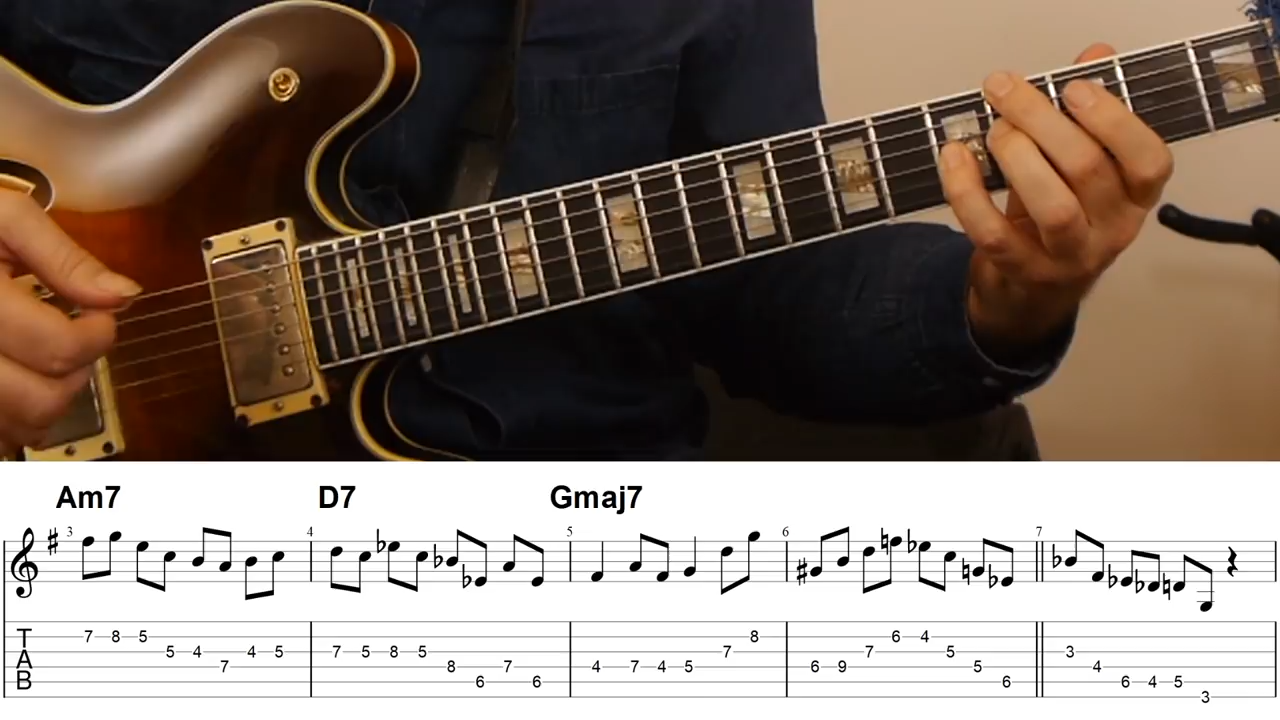 Am7 D7 Gmaj7
3 4 5 6 7
T 7 8 5 8 6 4
5 4 4 5 7 5 8 5 7 7 5 3
A 7 8 7 4 7 4 5 6 9 5 4
B 6 6 6 6 4 5
3